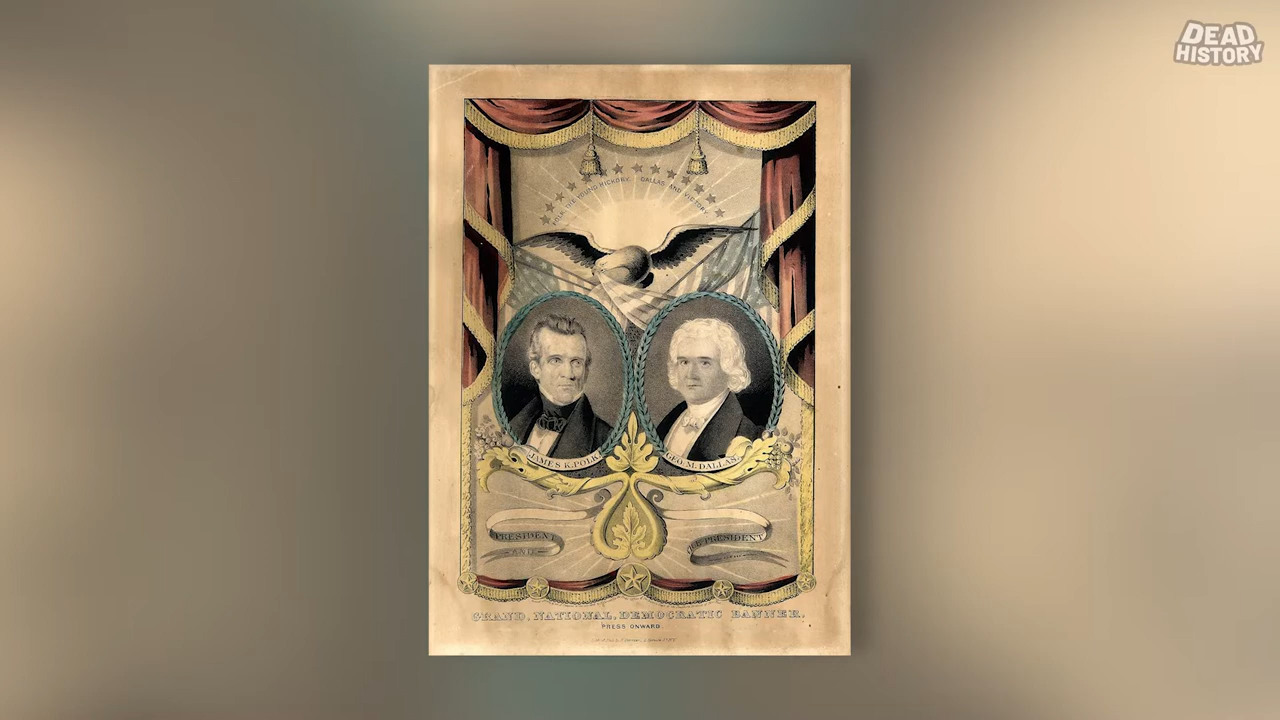 DEAD
HISTORY
POLK THE YOUNG HICKORY. DALLAS AND VICTORY.
JAMES K. POLK.
GEO. M. DALLAS.
PRESIDENT
AND
VICE PRESIDENT
GRAND, NATIONAL, DEMOCRATIC BANNER.
PRESS ONWARD.